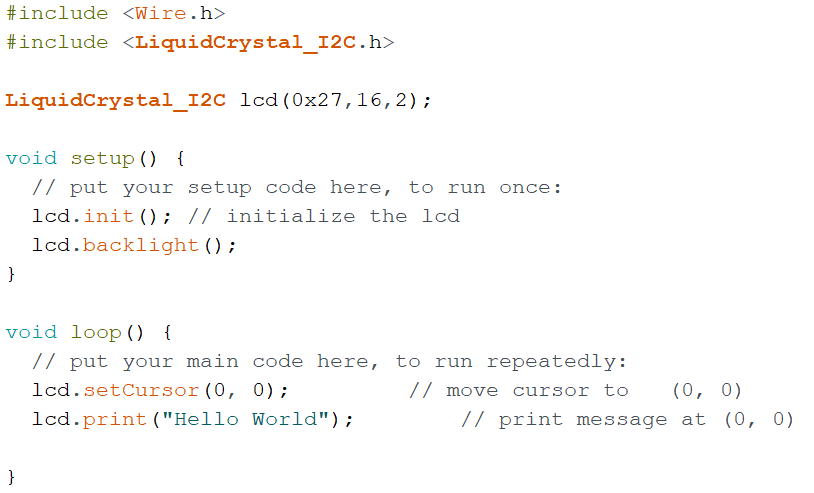 #include <Wire.h>
#include <LiquidCrystal_I2C.h>
LiquidCrystal_I2C lcd(0x27,16,2);
void setup() {
// put your setup code here, to run once:
lcd.init(); // initialize the lcd
lcd.backlight();
}
void loop() {
// put your main code here, to run repeatedly:
lcd.setCursor(0, 0);         // move cursor to   (0, 0)
lcd.print("Hello World");        // print message at (0, 0)
}